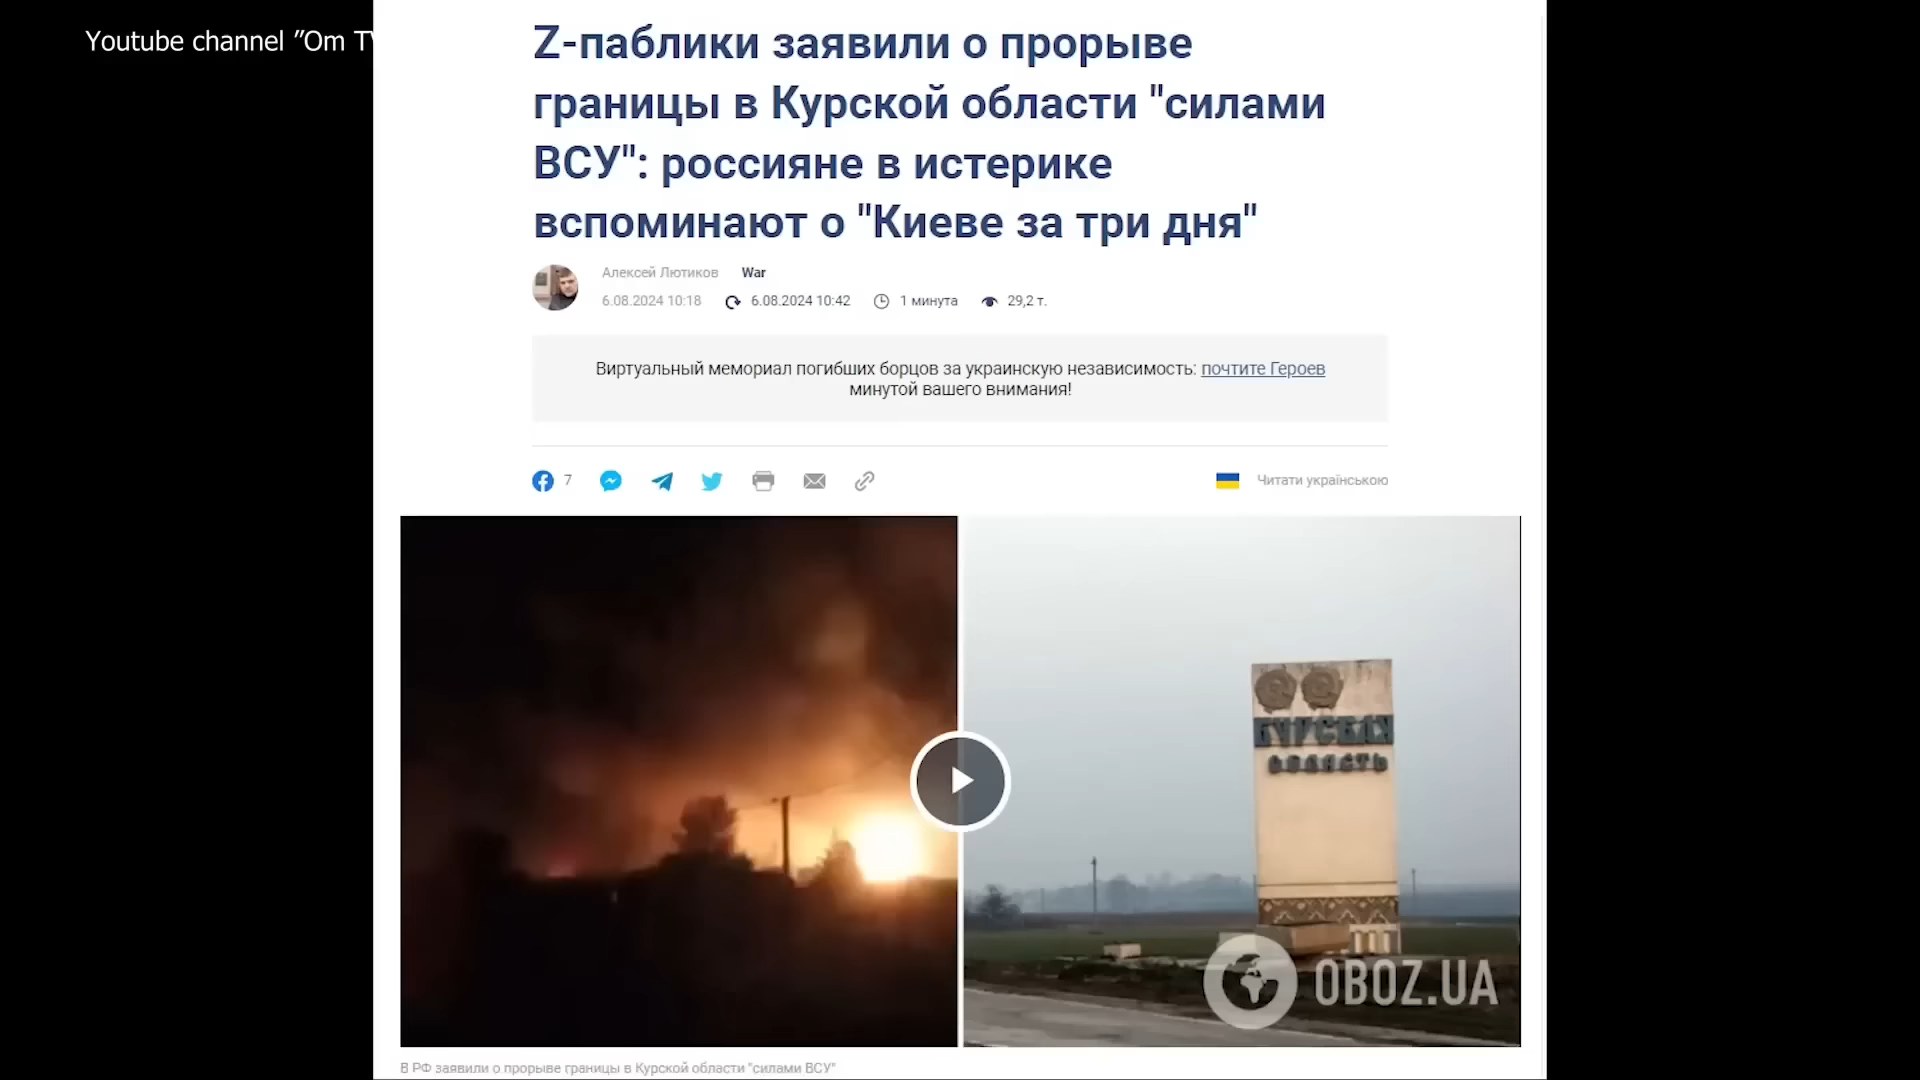 Youtube channel ”Om TV
Z-паблики заявили о прорыве
границы в Курской области "силами
ВСУ": россияне в истерике
вспоминают о "Киеве за три дня"
Алексей Лютиков War
6.08.2024 10:18 6.08.2024 10:42 1 минута 29,2 т.
Виртуальный мемориал погибших борцов за украинскую независимость: почтите Героев
минутой вашего внимания!
7
Читати українською
КУРСКАЯ
ОБЛАСТЬ
OBOZ.UA
В РФ заявили о прорыве границы в Курской области "силами ВСУ"